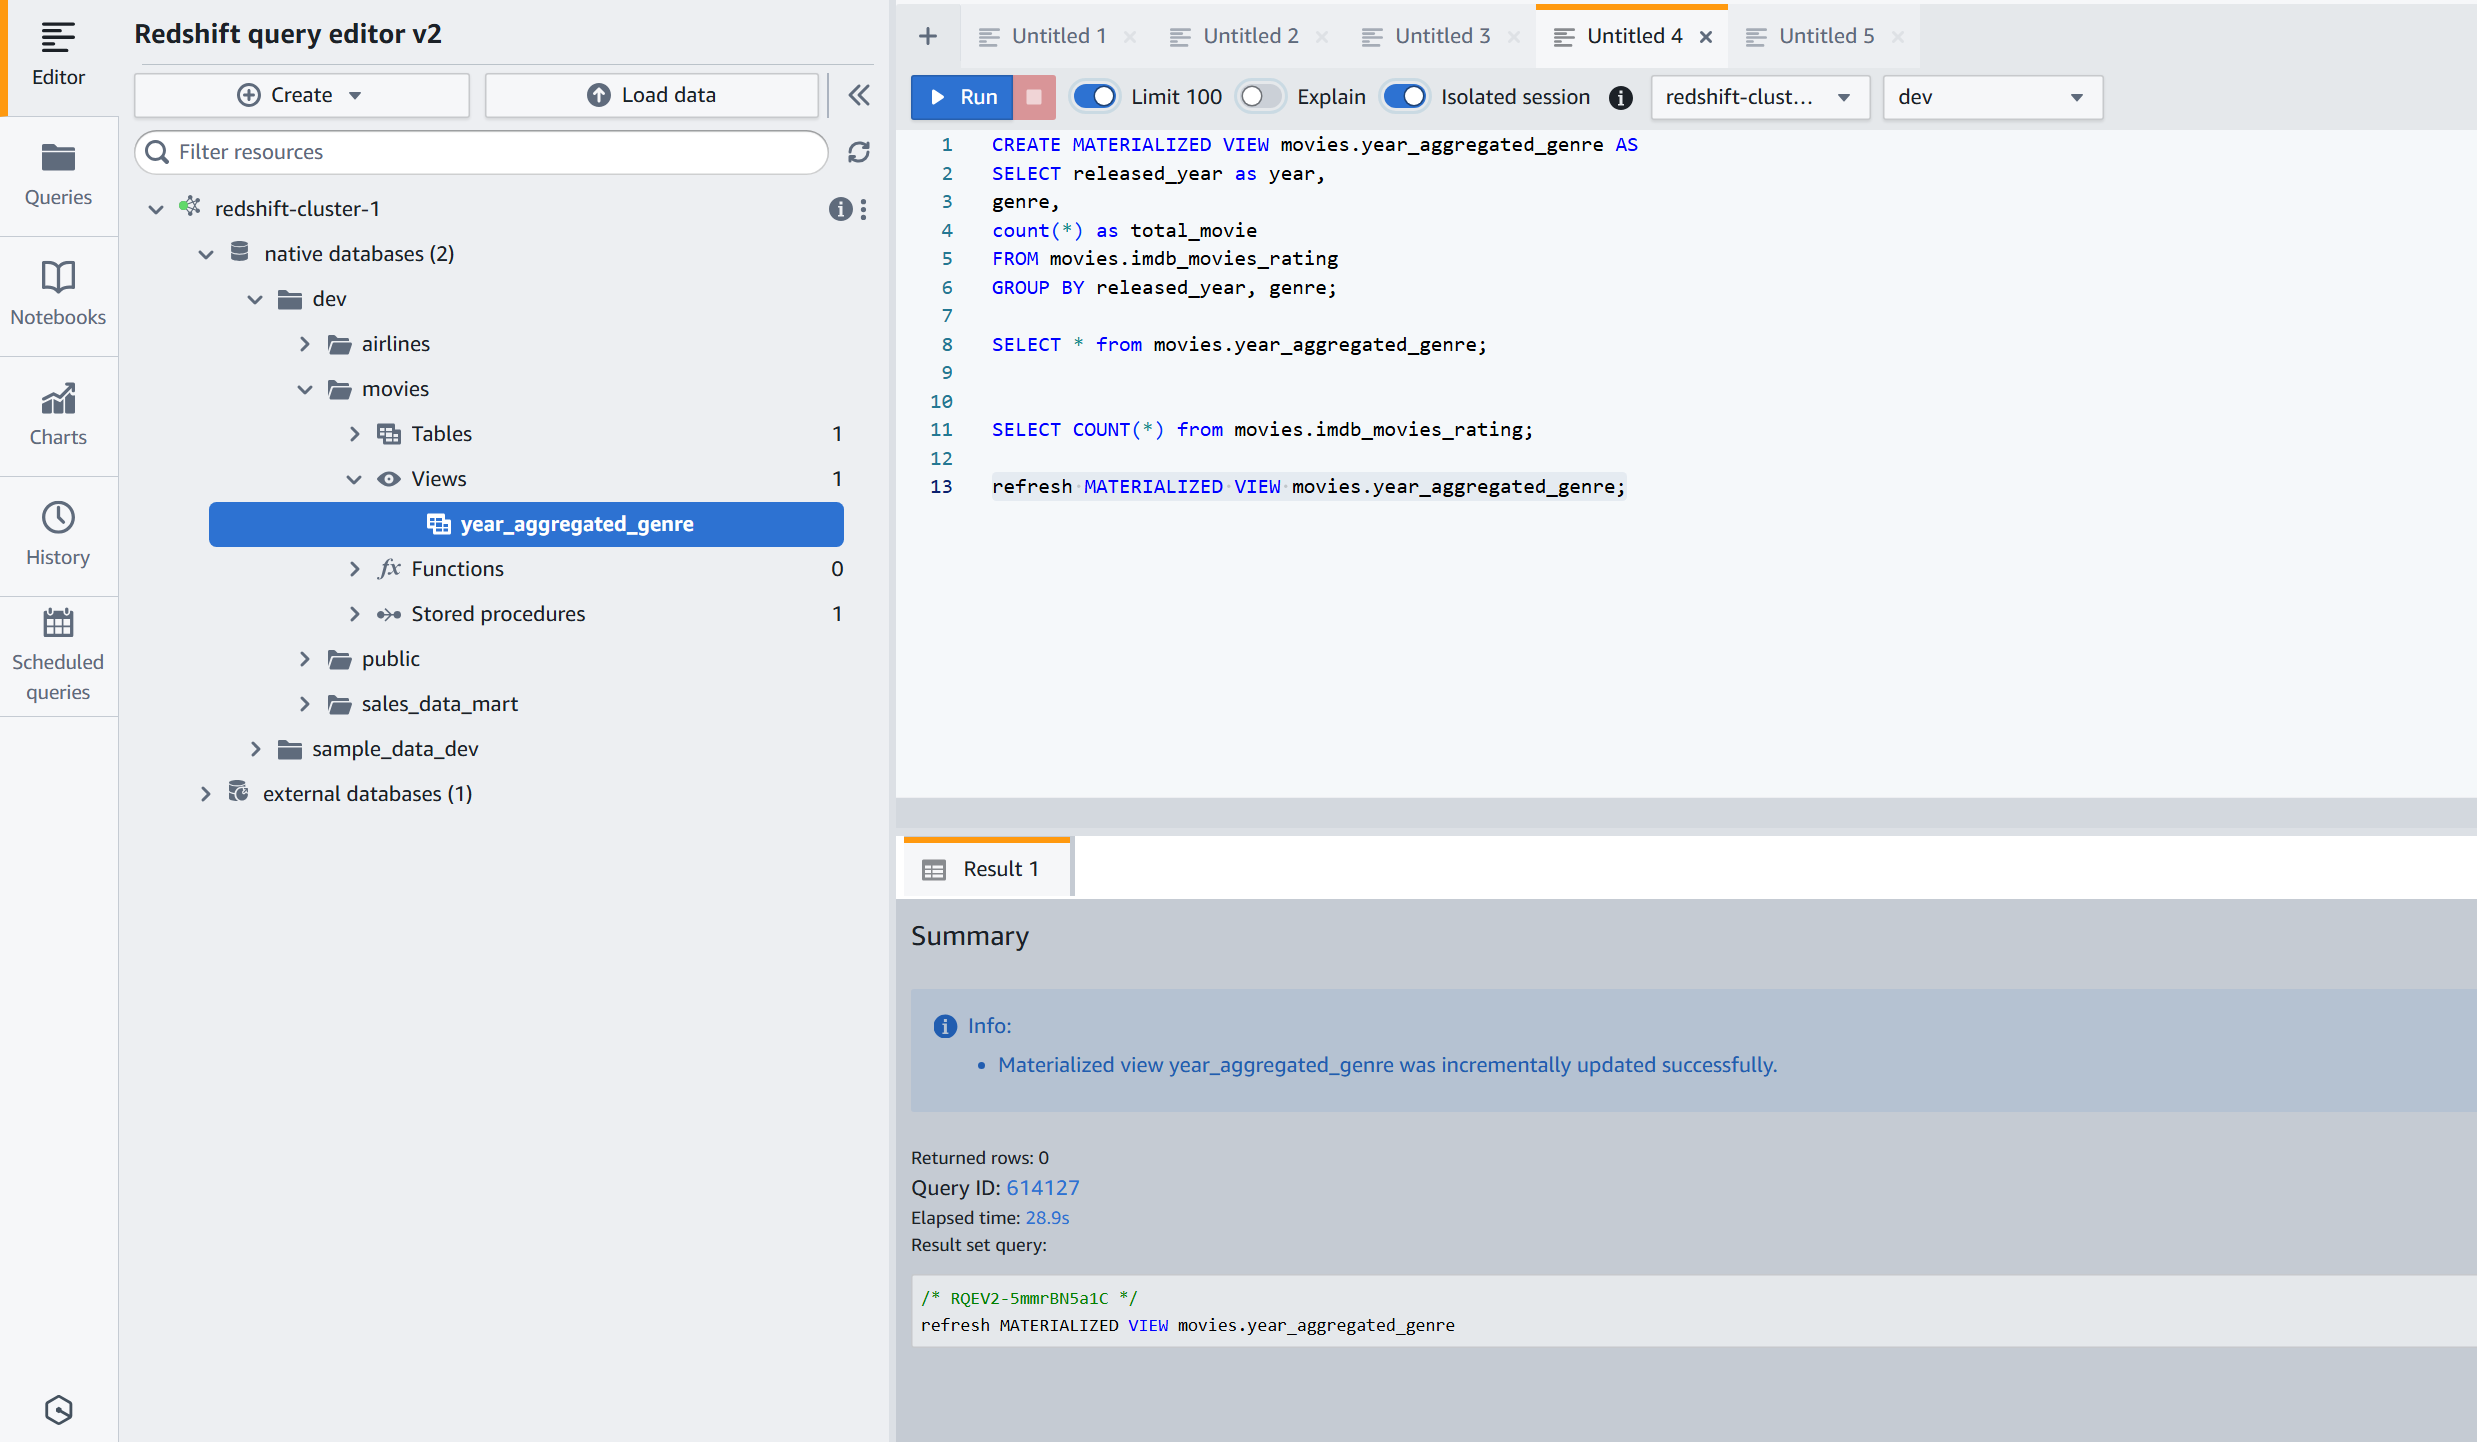 Editor
Queries
Notebooks
Charts
History
Scheduled
queries
Redshift query editor v2
Create
Load data
Filter resources
redshift-cluster-1
native databases (2)
dev
airlines
movies
Tables 1
Views 1
year_aggregated_genre
Functions 0
Stored procedures 1
public
sales_data_mart
sample_data_dev
external databases (1)
Untitled 1
Untitled 2
Untitled 3
Untitled 4
Untitled 5
Run
Limit 100
Explain
Isolated session
redshift-clust...
dev
1 CREATE MATERIALIZED VIEW movies.year_aggregated_genre AS
2 SELECT released_year as year,
3 genre,
4 count(*) as total_movie
5 FROM movies.imdb_movies_rating
6 GROUP BY released_year, genre;
7
8 SELECT * from movies.year_aggregated_genre;
9
10
11 SELECT COUNT(*) from movies.imdb_movies_rating;
12
13 refresh MATERIALIZED VIEW movies.year_aggregated_genre;
Result 1
Summary
Info:
• Materialized view year_aggregated_genre was incrementally updated successfully.
Returned rows: 0
Query ID: 614127
Elapsed time: 28.9s
Result set query:
/* RQEV2-5mmrBN5a1C */
refresh MATERIALIZED VIEW movies.year_aggregated_genre